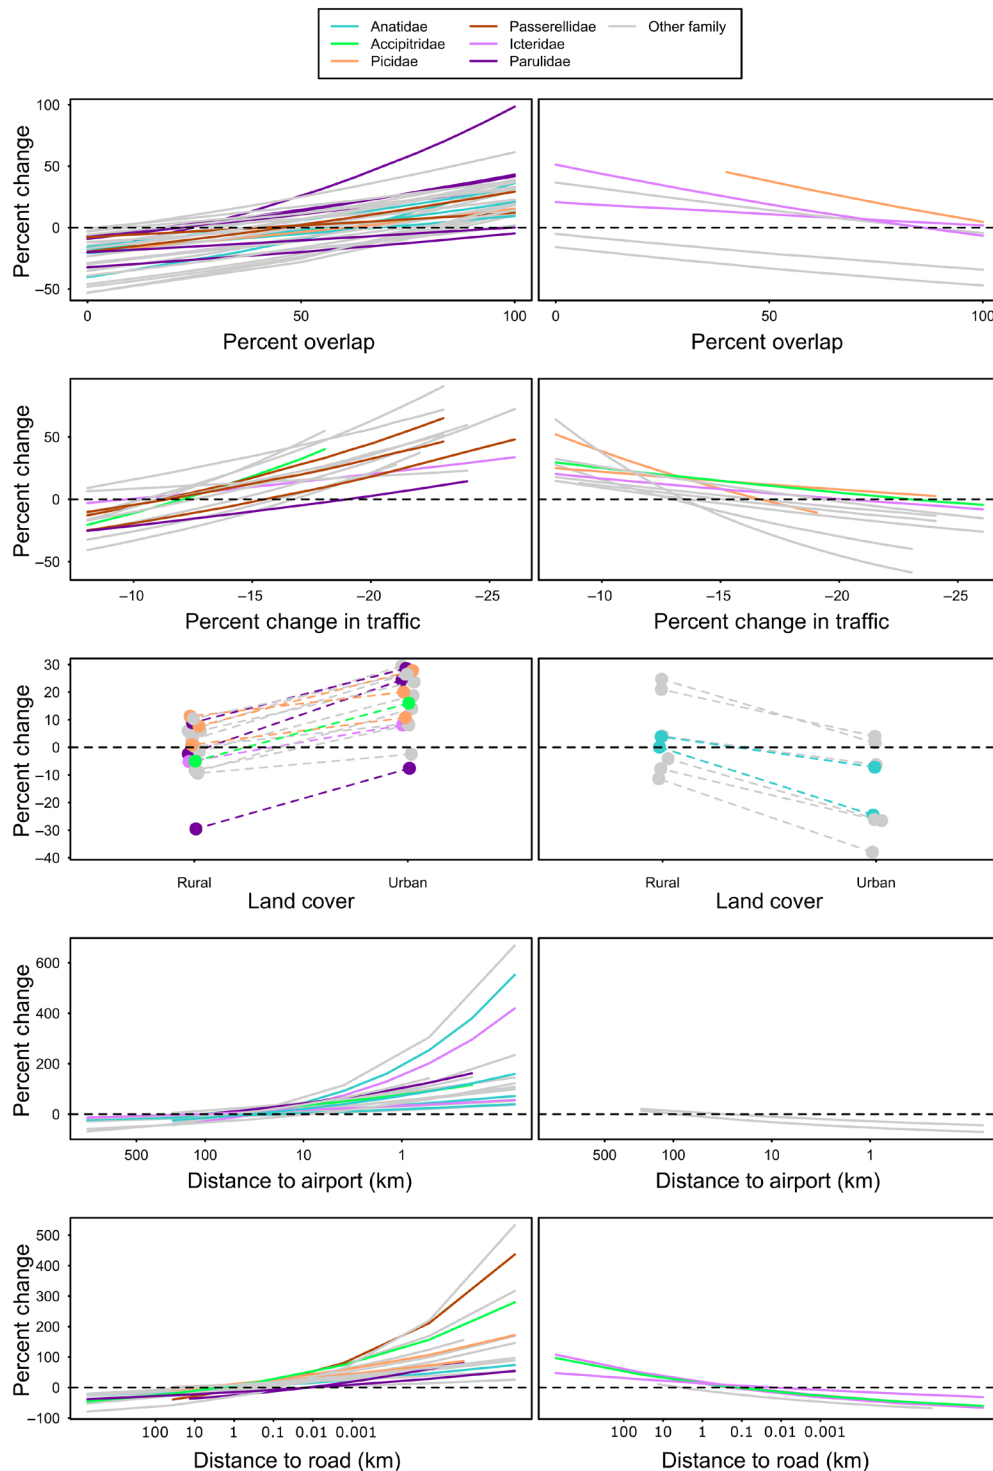 Anatidae Passerellidae Other family
Accipitridae Icteridae
Picidae Parulidae
Percent change
100
50
0
−50
0 50 100
Percent overlap
0 50 100
Percent overlap
Percent change
50
0
−50
−10 −15 −20 −25
Percent change in traffic
−10 −15 −20 −25
Percent change in traffic
Percent change
30
20
10
0
−10
−20
−30
−40
Rural Urban
Land cover
Rural Urban
Land cover
Percent change
600
400
200
0
500 100 10 1
Distance to airport (km)
500 100 10 1
Distance to airport (km)
Percent change
500
400
300
200
100
0
−100
100 10 1 0.1 0.01 0.001
Distance to road (km)
100 10 1 0.1 0.01 0.001
Distance to road (km)